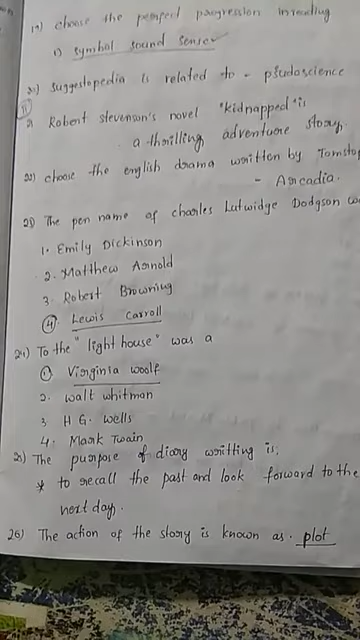 19) choose the perfect progression in reading
1) symbol sound sense
20) suggestopedia is related to - psudoscience
21 Robert stevenson's novel "kidnapped" is
a thrilling adventure story.
22) choose the english drama written by Tomstop
- Arcadia.
23) The pen name of charles Lutwidge Dodgson w
1. Emily Dickinson
2. Matthew Arnold
3. Robert Browning
4. Lewis Carroll
24) To the "light house" was a
1 Virginia woolf
2. walt whitman
3 H G. wells
4. Mark Twain
25) The purpose of diary writting is,
* to recall the past and look forward to the
next day.
26) The action of the story is known as. plot